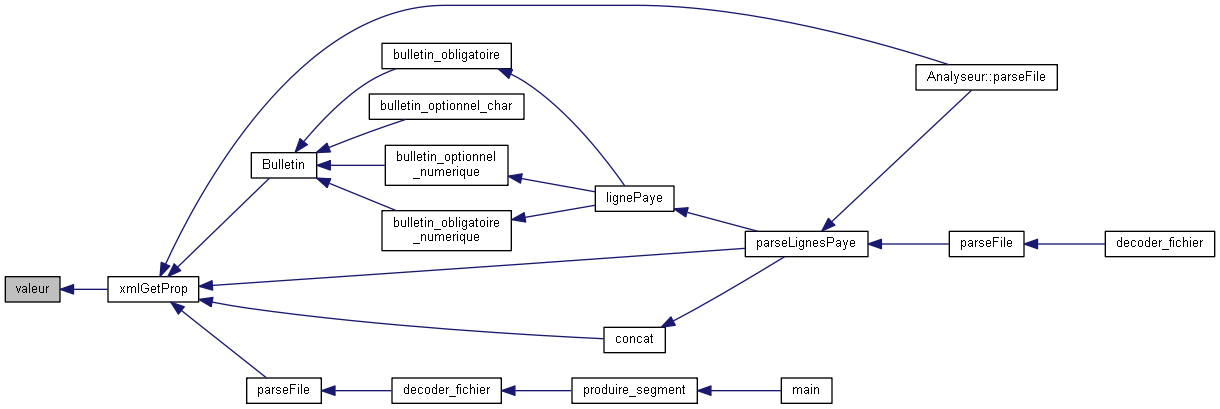 bulletin_obligatoire
Analyseur::parseFile
bulletin_optionnel_char
Bulletin
bulletin_optionnel
_numerique
lignePaye
bulletin_obligatoire
_numerique
parseLignesPaye
parseFile
decoder_fichier
valeur
xmlGetProp
concat
parseFile
decoder_fichier
produire_segment
main